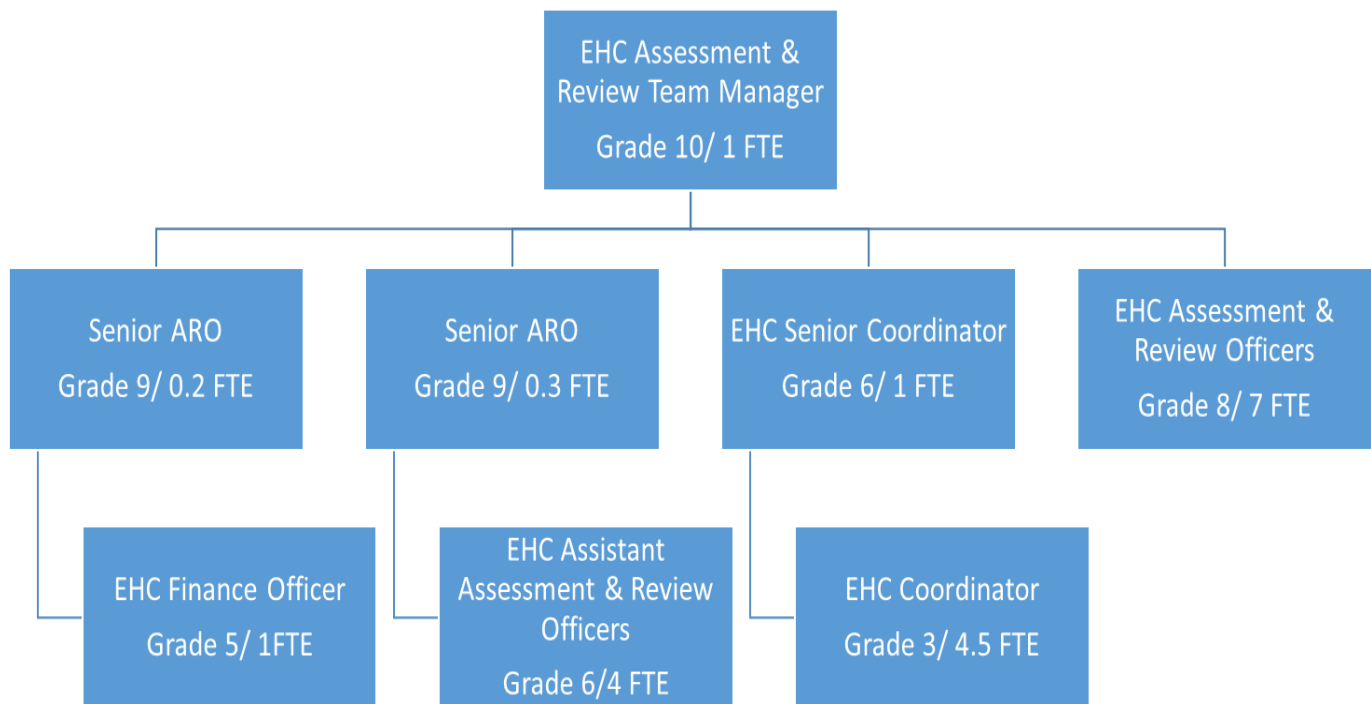 EHC Assessment &
Review Team Manager
Grade 10/ 1 FTE
Senior ARO
Grade 9/ 0.2 FTE
Senior ARO
Grade 9/ 0.3 FTE
EHC Senior Coordinator
Grade 6/ 1 FTE
EHC Assessment &
Review Officers
Grade 8/ 7 FTE
EHC Finance Officer
Grade 5/ 1FTE
EHC Assistant
Assessment & Review
Officers
Grade 6/4 FTE
EHC Coordinator
Grade 3/ 4.5 FTE